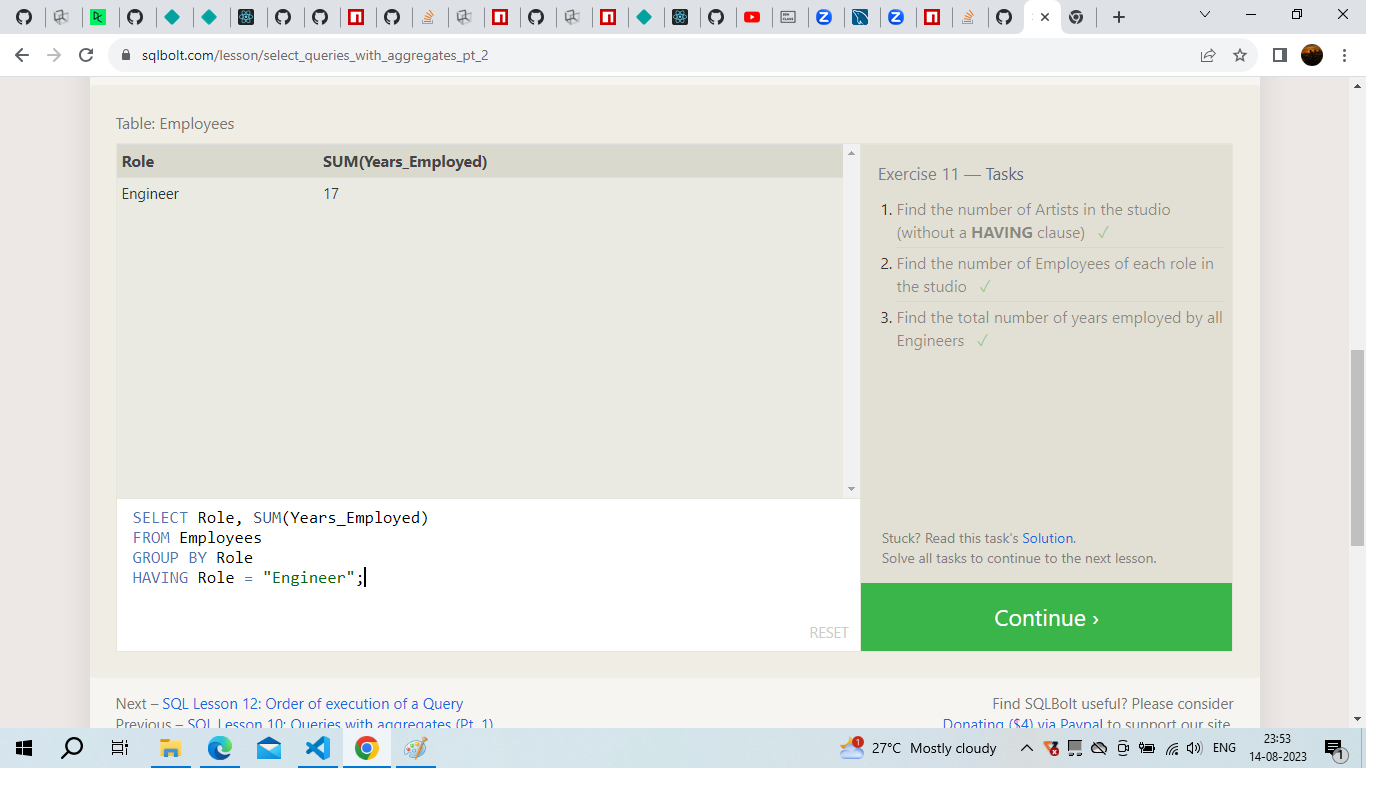 sqlbolt.com/lesson/select_queries_with_aggregates_pt_2
Table: Employees
Role SUM(Years_Employed)
Engineer 17
Exercise 11 — Tasks
1. Find the number of Artists in the studio
(without a HAVING clause) ✓
2. Find the number of Employees of each role in
the studio ✓
3. Find the total number of years employed by all
Engineers ✓
SELECT Role, SUM(Years_Employed)
FROM Employees
GROUP BY Role
HAVING Role = "Engineer";
RESET
Stuck? Read this task's Solution.
Solve all tasks to continue to the next lesson.
Continue ›
Next – SQL Lesson 12: Order of execution of a Query
Previous – SQL Lesson 10: Queries with aggregates (Pt. 1)
Find SQLBolt useful? Please consider
Donating ($4) via Paypal to support our site.
1
27°C Mostly cloudy
ENG
23:53
14-08-2023
1